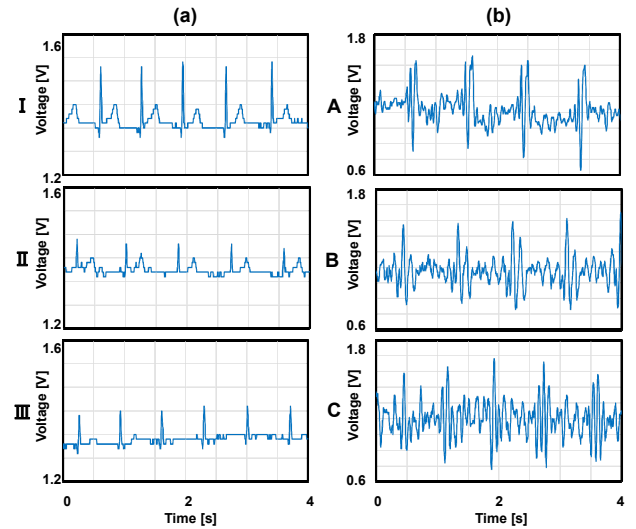 (a)
(b)
I
Voltage [V]
1.6
1.2
A
Voltage [V]
1.8
0.6
Ⅱ
Voltage [V]
1.6
1.2
B
Voltage [V]
1.8
0.6
Ⅲ
Voltage [V]
1.6
1.2
0 2 4
Time [s]
C
Voltage [V]
1.8
0.6
0 2 4
Time [s]